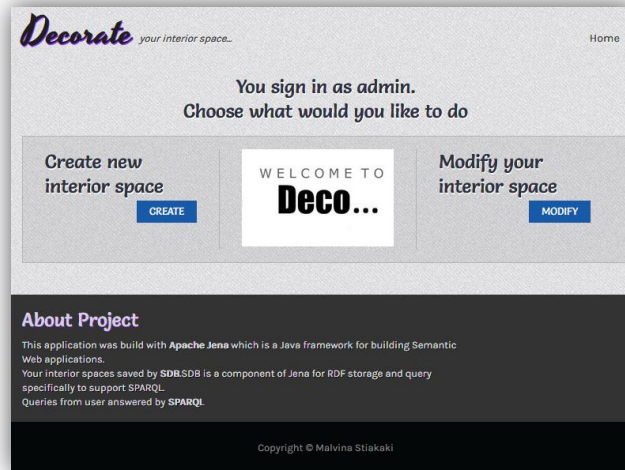 Decorate your interior space...
Home
You sign in as admin.
Choose what would you like to do
Create new
interior space
CREATE
WELCOME TO
Deco...
Modify your
interior space
MODIFY
About Project
This application was build with Apache Jena which is a Java framework for building Semantic
Web applications.
Your interior spaces saved by SDB.SDB is a component of Jena for RDF storage and query
specifically to support SPARQL.
Queries from user answered by SPARQL.
Copyright © Malvina Stiakaki